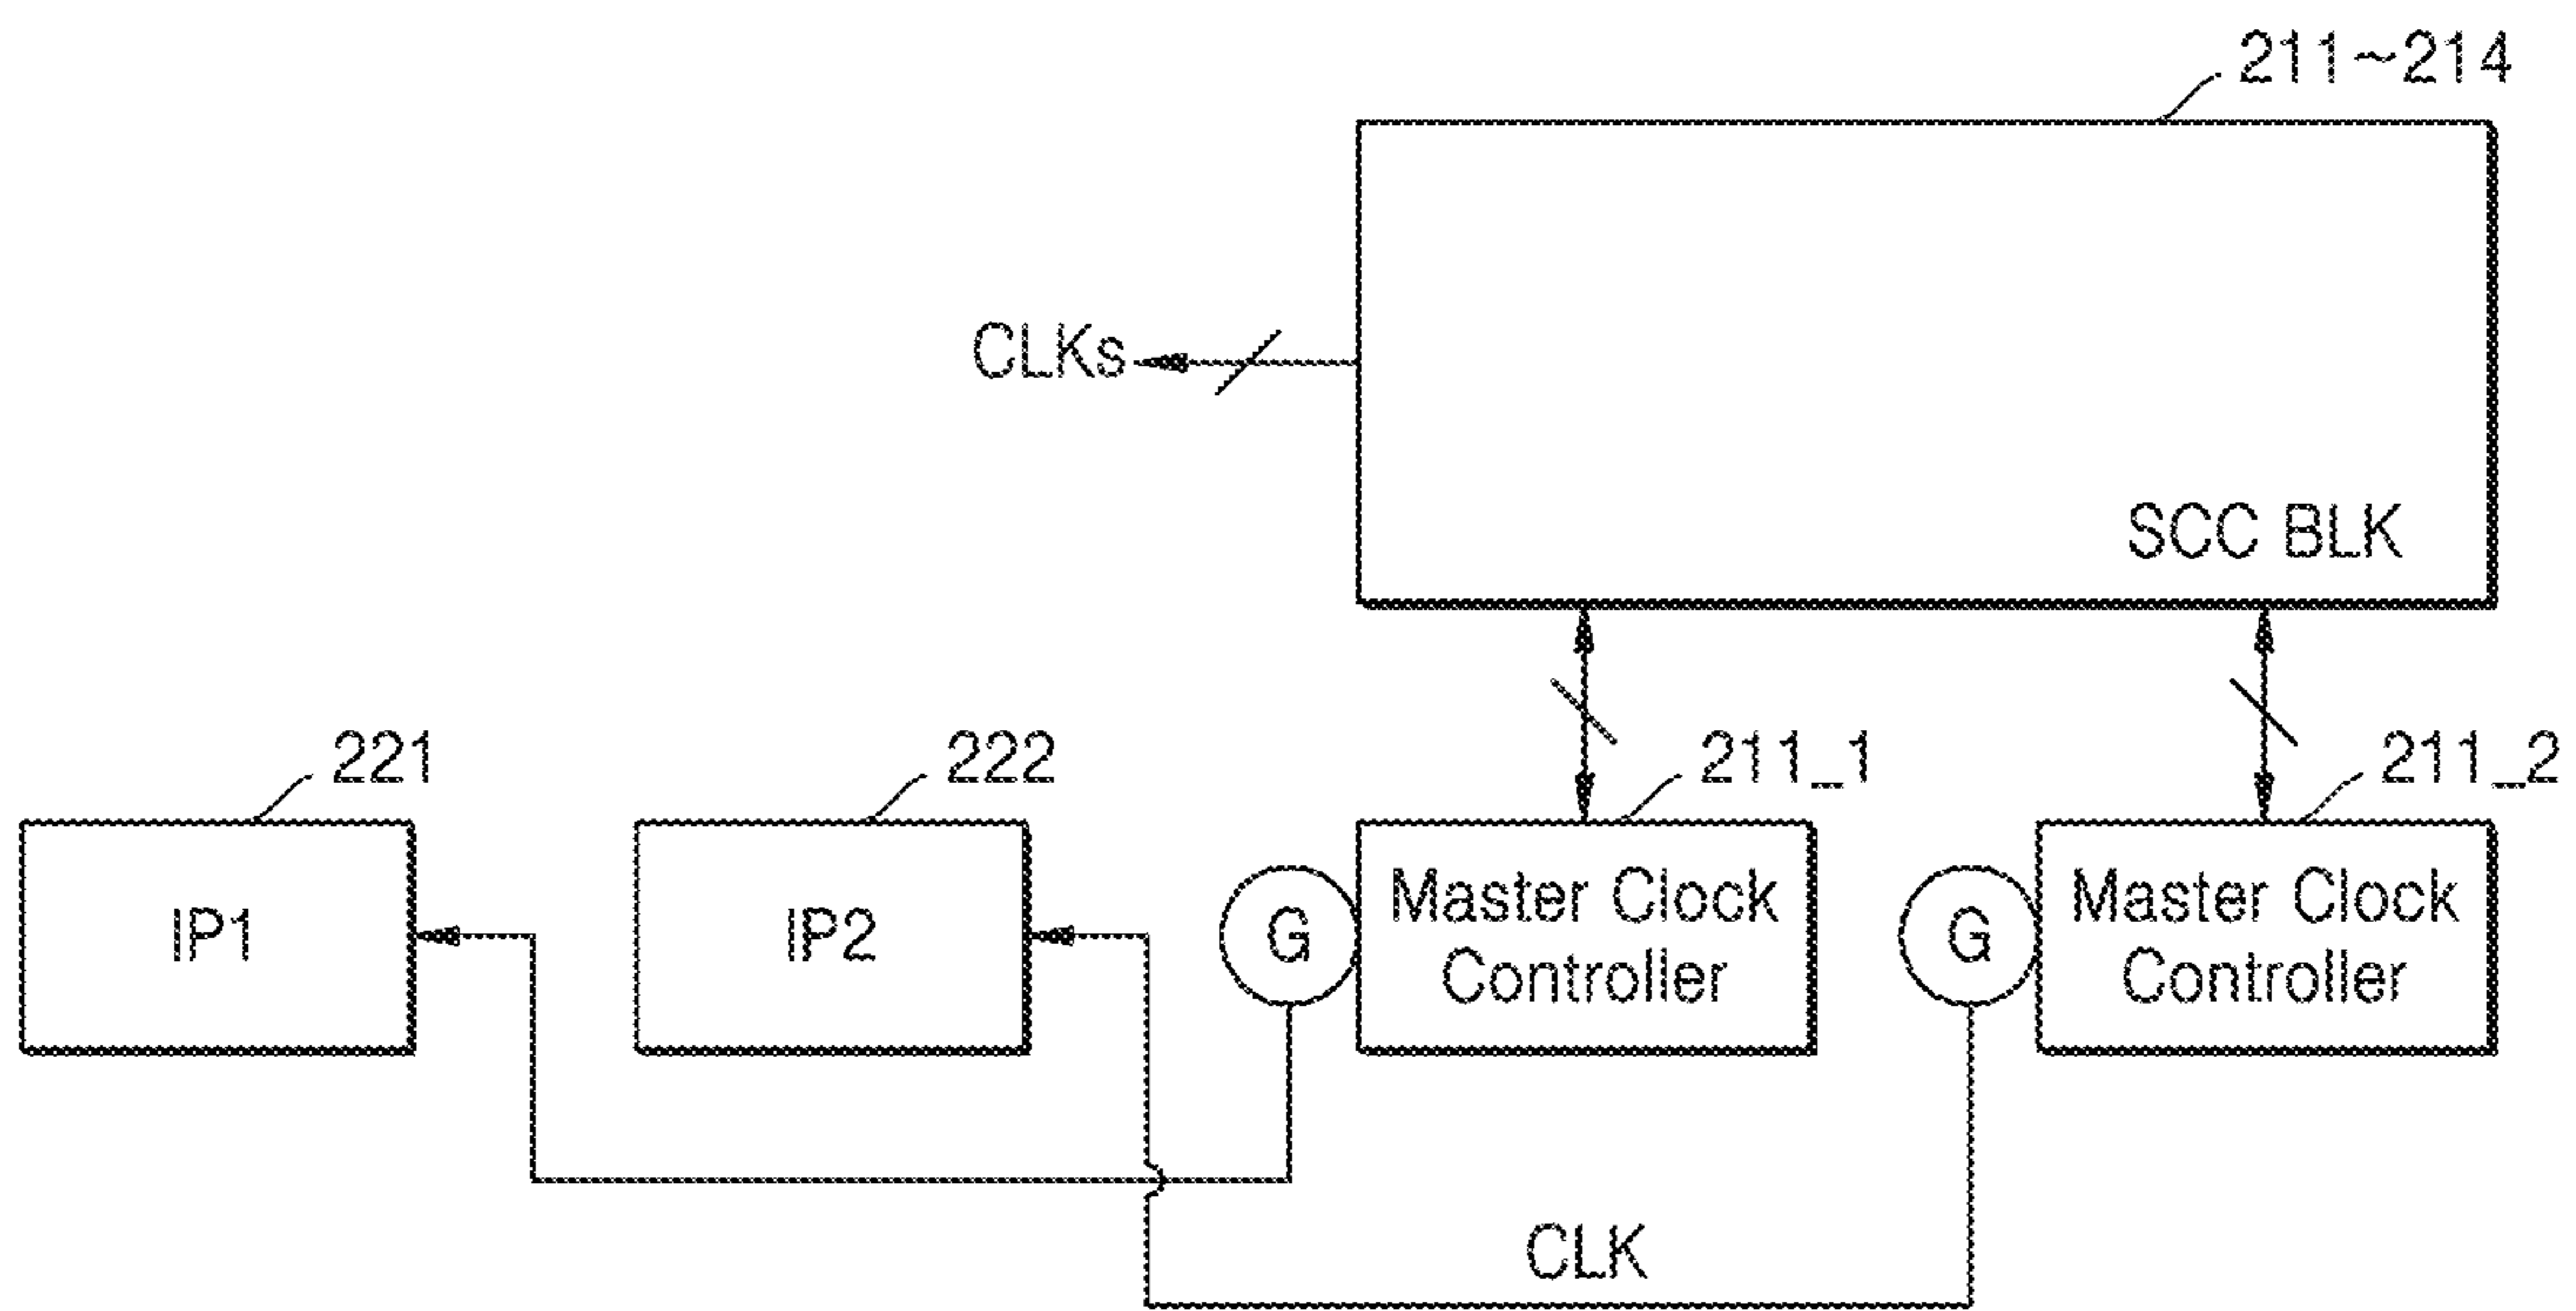 211~214
CLKs
SCC BLK
221
222
211_1
211_2
IP1
IP2
G
Master Clock
Controller
G
Master Clock
Controller
CLK